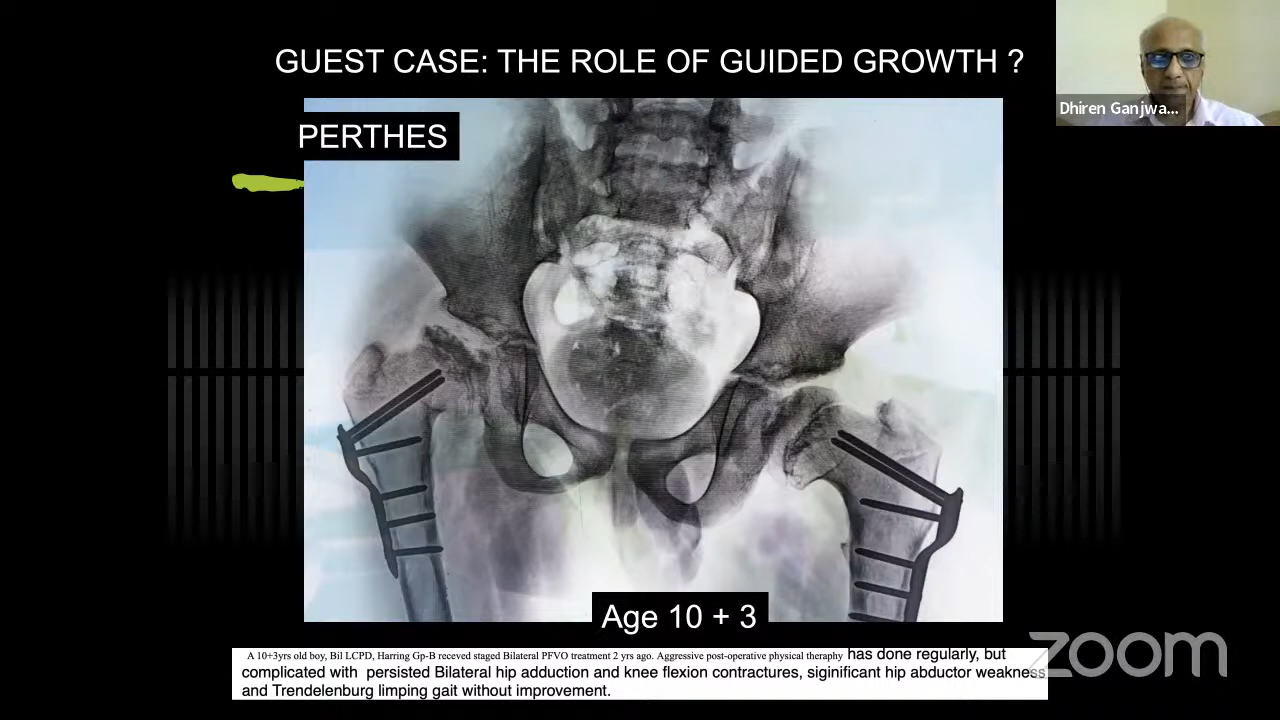 GUEST CASE: THE ROLE OF GUIDED GROWTH ?
Dhiren Ganjwa...
PERTHES
Age 10 + 3
A 10+3yrs old boy, Bil LCPD, Harring Gp-B receved staged Bilateral PFVO treatment 2 yrs ago. Aggressive post-operative physical theraphy has done regularly, but
complicated with persisted Bilateral hip adduction and knee flexion contractures, siginificant hip abductor weakness
and Trendelenburg limping gait without improvement.
zoom